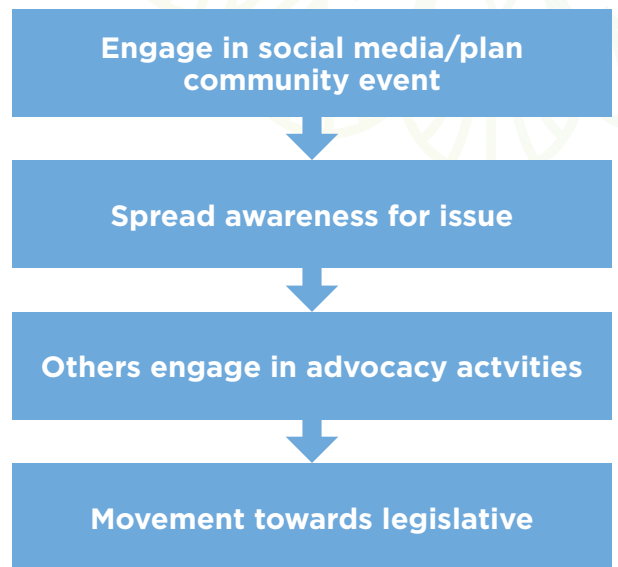 Engage in social media/plan
community event
Spread awareness for issue
Others engage in advocacy actvities
Movement towards legislative